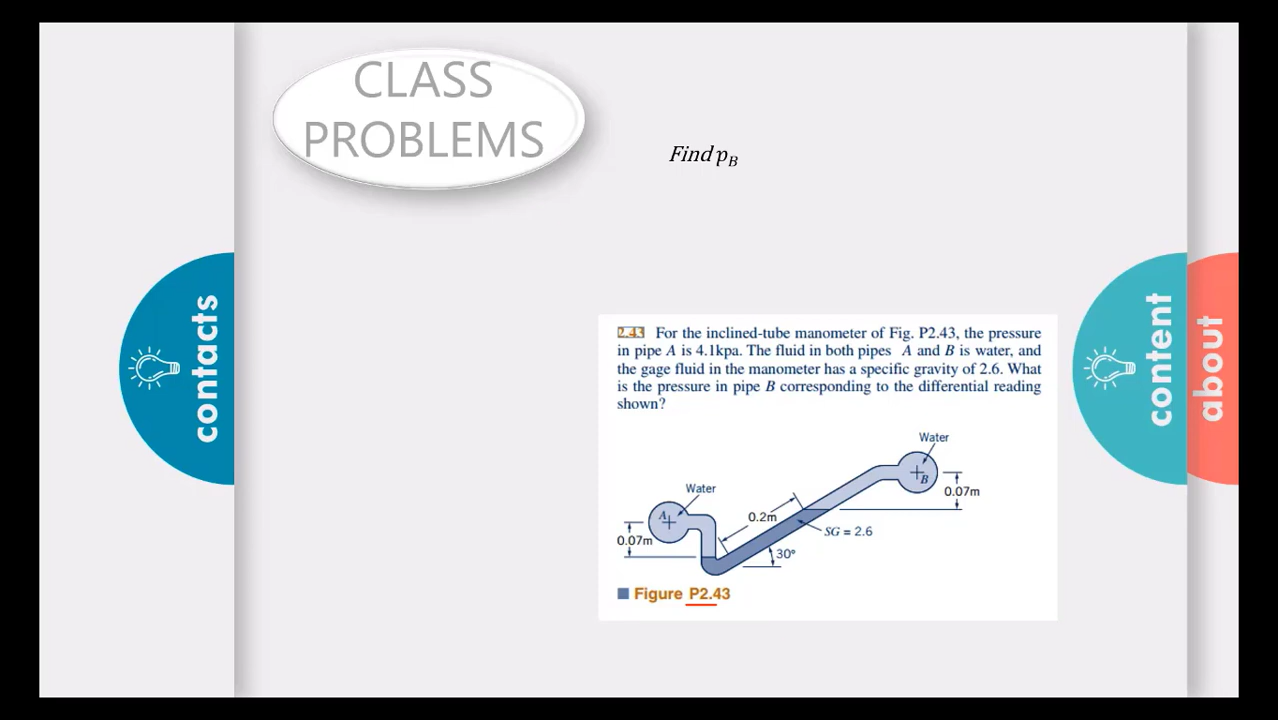 CLASS
PROBLEMS
Find p_B
contacts
content
about
2.43 For the inclined-tube manometer of Fig. P2.43, the pressure
in pipe A is 4.1kpa. The fluid in both pipes A and B is water, and
the gage fluid in the manometer has a specific gravity of 2.6. What
is the pressure in pipe B corresponding to the differential reading
shown?
Water
B
0.07m
Water
A
0.07m
0.2m
SG = 2.6
30°
Figure P2.43